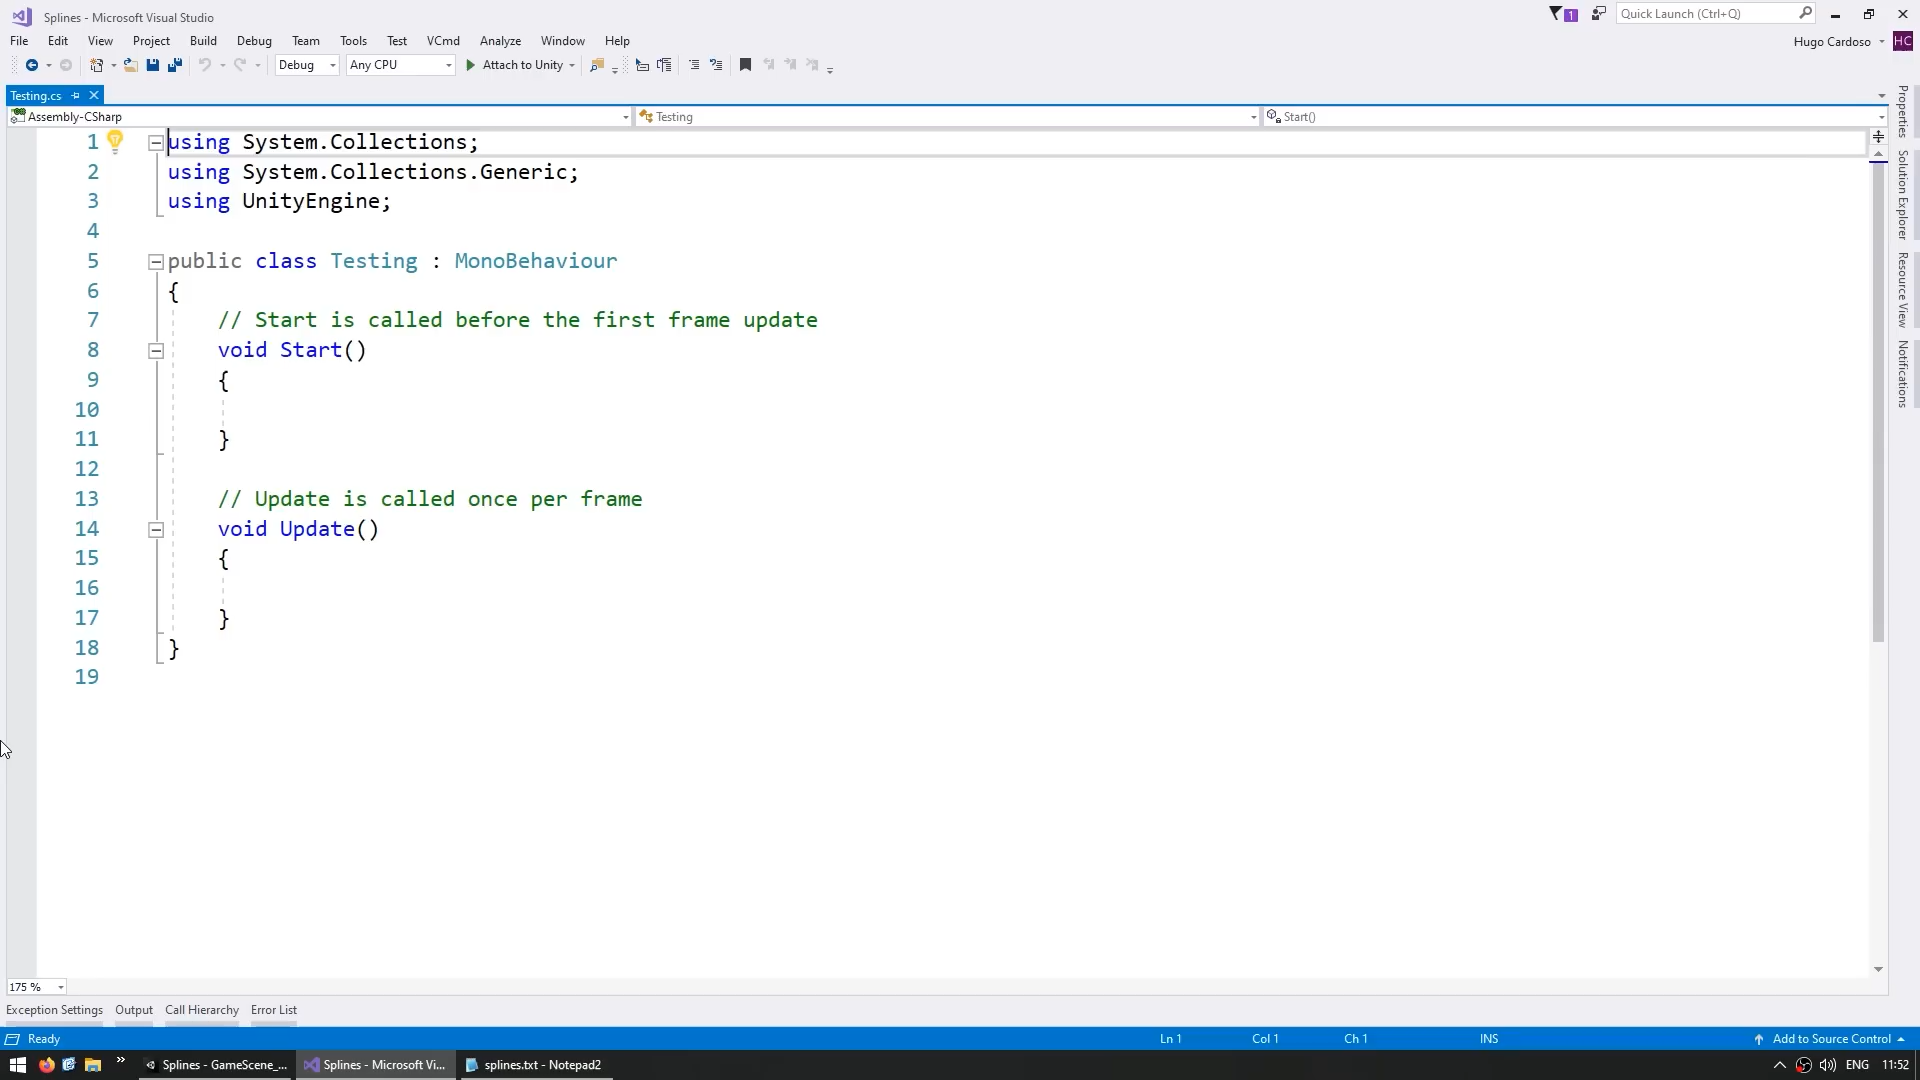 Splines - Microsoft Visual Studio
1
Quick Launch (Ctrl+Q)
File Edit View Project Build Debug Team Tools Test VCmd Analyze Window Help
Hugo Cardoso HC
Debug Any CPU Attach to Unity
Testing.cs
Assembly-CSharp Testing Start()
1 using System.Collections;
2 using System.Collections.Generic;
3 using UnityEngine;
4
5 public class Testing : MonoBehaviour
6 {
7 // Start is called before the first frame update
8 void Start()
9 {
10
11 }
12
13 // Update is called once per frame
14 void Update()
15 {
16
17 }
18 }
19
Properties
Solution Explorer
Resource View
Notifications
175 %
Exception Settings Output Call Hierarchy Error List
Ready Ln 1 Col 1 Ch 1 INS Add to Source Control
Splines - GameScene_... Splines - Microsoft Vi... splines.txt - Notepad2 ENG 11:52